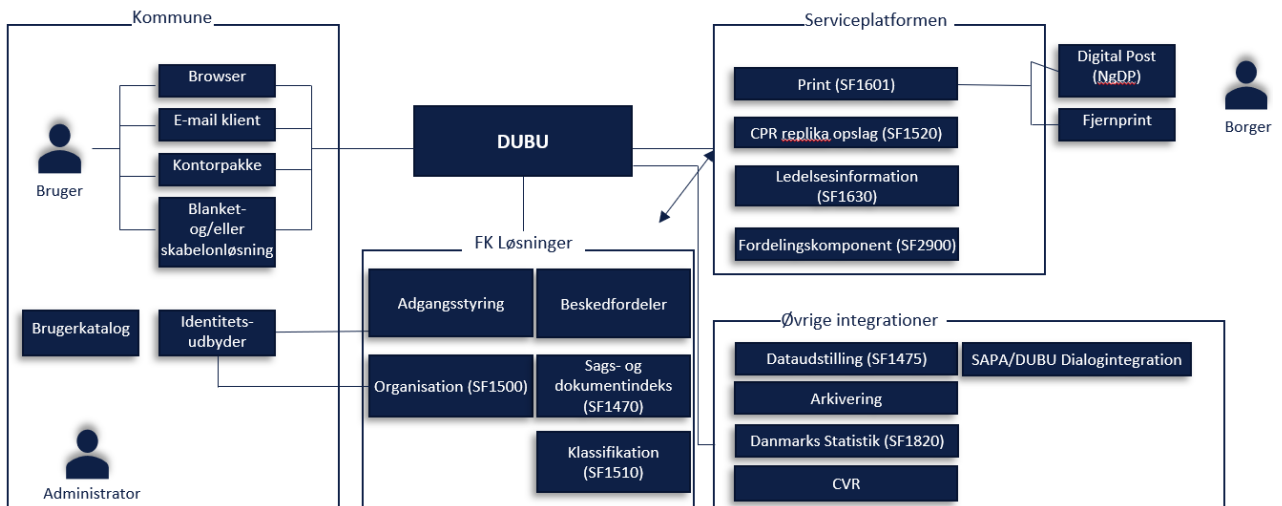 Kommune
Browser
E-mail klient
Kontorpakke
Blanket-
og/eller
skabelonløsning
Bruger
Brugerkatalog
Identitets-
udbyder
Administrator
DUBU
FK Løsninger
Adgangsstyring
Beskedfordeler
Organisation (SF1500)
Sags- og
dokumentindeks
(SF1470)
Klassifikation
(SF1510)
Serviceplatformen
Print (SF1601)
CPR replika opslag (SF1520)
Ledelsesinformation
(SF1630)
Fordelingskomponent (SF2900)
Digital Post
(NgDP)
Fjernprint
Borger
Øvrige integrationer
Dataudstilling (SF1475)
SAPA/DUBU Dialogintegration
Arkivering
Danmarks Statistik (SF1820)
CVR